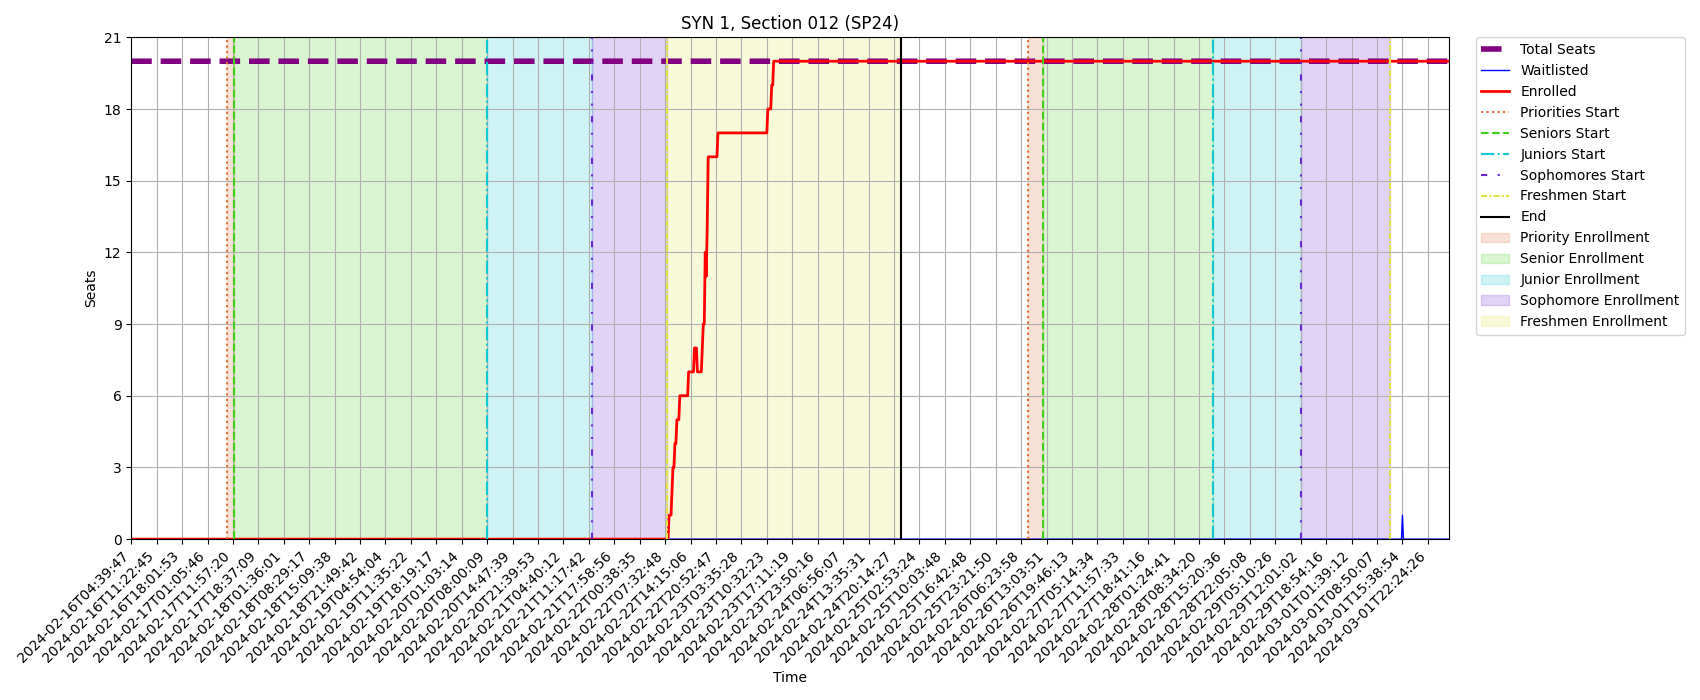 SYN 1, Section 012 (SP24)
21
18
15
12
9
6
3
0
Seats
2024-02-16T04:39:47
2024-02-16T11:22:45
2024-02-16T18:01:53
2024-02-17T01:05:46
2024-02-17T11:57:20
2024-02-17T18:37:09
2024-02-18T01:36:01
2024-02-18T08:29:17
2024-02-18T15:09:38
2024-02-18T21:49:42
2024-02-19T04:54:04
2024-02-19T11:35:22
2024-02-19T18:19:17
2024-02-20T01:03:14
2024-02-20T08:00:09
2024-02-20T14:47:39
2024-02-20T21:39:53
2024-02-21T04:40:12
2024-02-21T11:17:42
2024-02-21T17:58:56
2024-02-22T00:38:35
2024-02-22T07:32:48
2024-02-22T14:15:06
2024-02-22T20:52:47
2024-02-23T03:35:28
2024-02-23T10:32:23
2024-02-23T17:11:19
2024-02-23T23:50:16
2024-02-24T06:56:07
2024-02-24T13:35:31
2024-02-24T20:14:27
2024-02-25T02:53:24
2024-02-25T10:03:48
2024-02-25T16:42:48
2024-02-25T23:21:50
2024-02-26T06:23:58
2024-02-26T13:03:51
2024-02-26T19:46:13
2024-02-27T05:14:34
2024-02-27T11:57:33
2024-02-27T18:41:16
2024-02-28T01:24:41
2024-02-28T08:34:20
2024-02-28T15:20:36
2024-02-28T22:05:08
2024-02-29T05:10:26
2024-02-29T12:01:02
2024-02-29T18:54:16
2024-03-01T01:39:12
2024-03-01T08:50:07
2024-03-01T15:38:54
2024-03-01T22:24:26
Time
Total Seats
Waitlisted
Enrolled
Priorities Start
Seniors Start
Juniors Start
Sophomores Start
Freshmen Start
End
Priority Enrollment
Senior Enrollment
Junior Enrollment
Sophomore Enrollment
Freshmen Enrollment